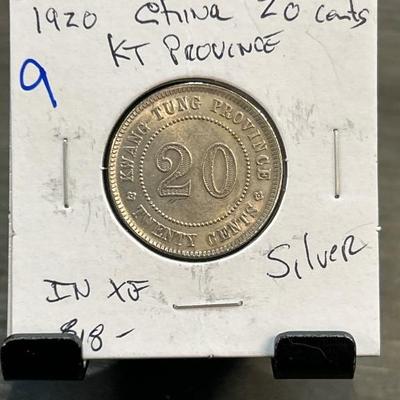 1920 China 20 cents
KT PROVINCE
9
KWANG-TUNG PROVINCE
20
TWENTY CENTS
Silver
IN XF
$18-